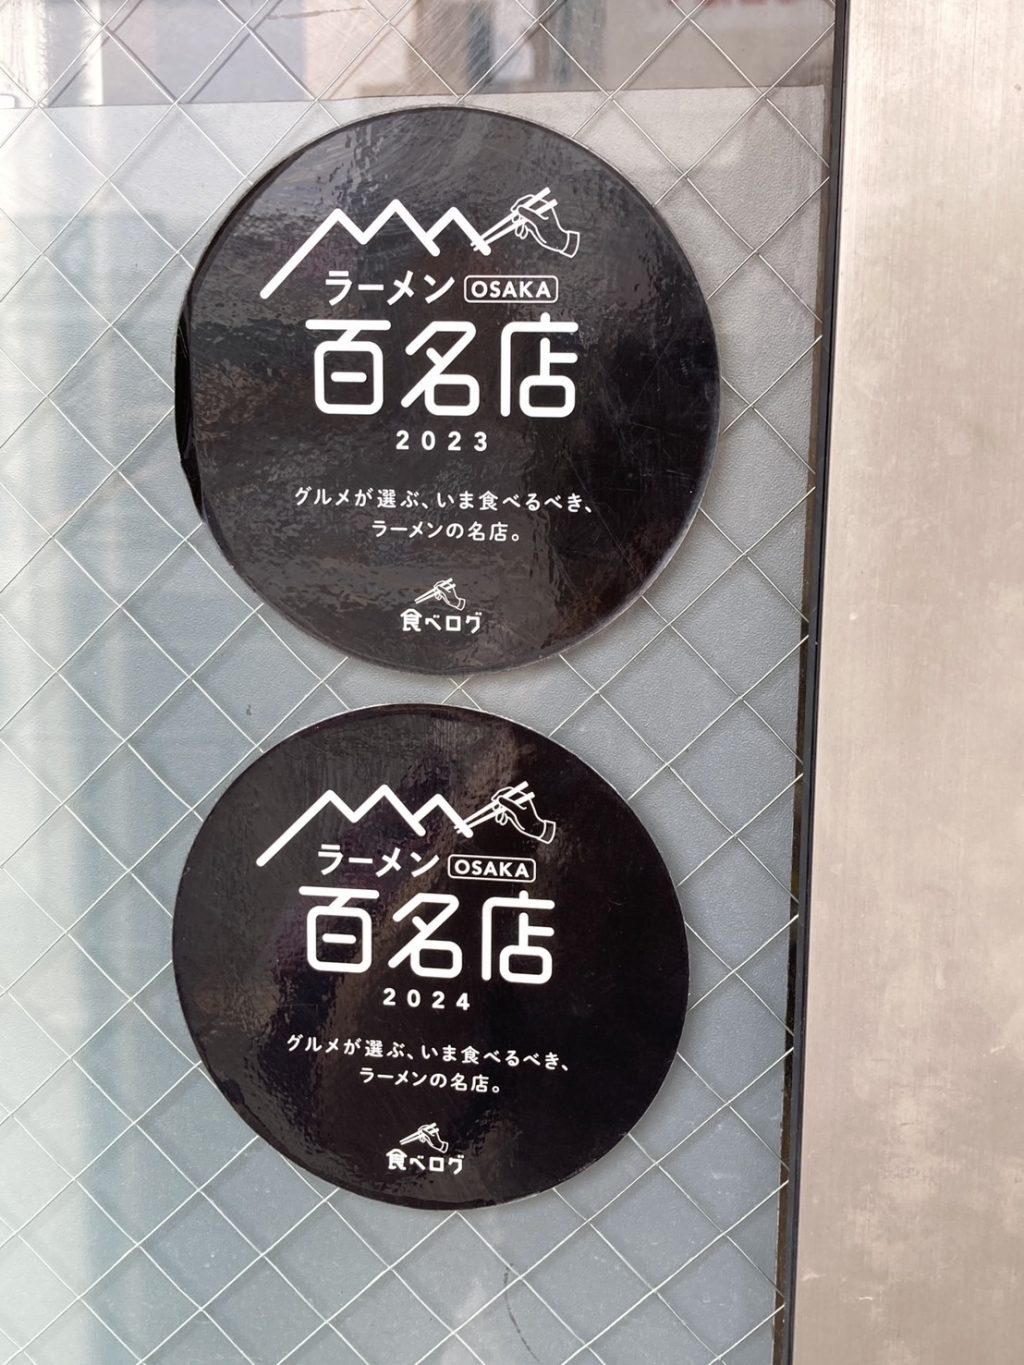 ラーメン OSAKA
百名店
2023
グルメが選ぶ、いま食べるべき、
ラーメンの名店。
食べログ
ラーメン OSAKA
百名店
2024
グルメが選ぶ、いま食べるべき、
ラーメンの名店。
食べログ